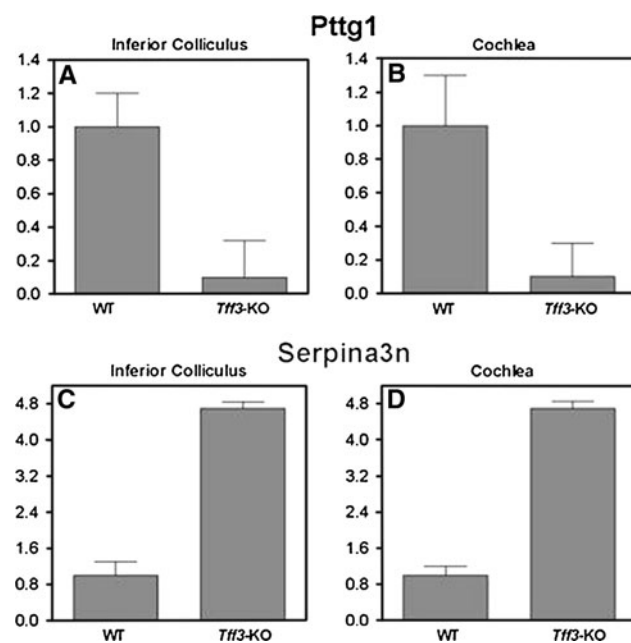 Pttg1
Inferior Colliculus
Cochlea
A
B
1.4
1.2
1.0
0.8
0.6
0.4
0.2
0.0
1.4
1.2
1.0
0.8
0.6
0.4
0.2
0.0
WT
Tff3-KO
WT
Tff3-KO
Serpina3n
Inferior Colliculus
Cochlea
C
D
4.8
4.0
3.2
2.4
1.6
0.8
0.0
4.8
4.0
3.2
2.4
1.6
0.8
0.0
WT
Tff3-KO
WT
Tff3-KO